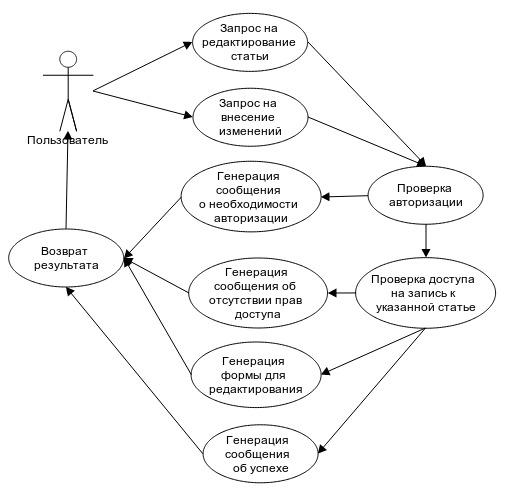 Запрос на
редактирование
статьи
Пользователь
Запрос на
внесение
изменений
Генерация
сообщения
о необходимости
авторизации
Проверка
авторизации
Возврат
результата
Генерация
сообщения об
отсутствии прав
доступа
Проверка доступа
на запись к
указанной статье
Генерация
формы для
редактирования
Генерация
сообщения
об успехе